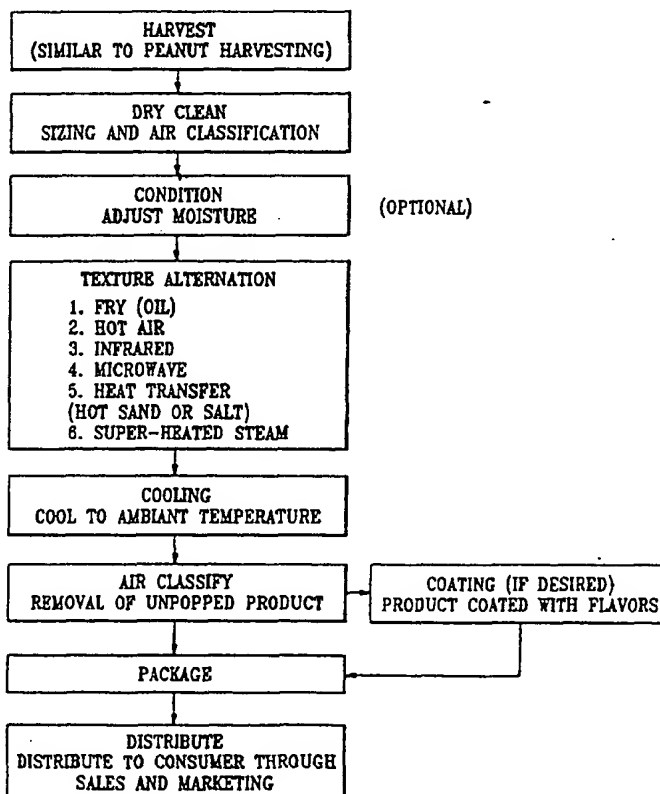 HARVEST
(SIMILAR TO PEANUT HARVESTING)
DRY CLEAN
SIZING AND AIR CLASSIFICATION
CONDITION
ADJUST MOISTURE
(OPTIONAL)
TEXTURE ALTERNATION
1. FRY (OIL)
2. HOT AIR
3. INFRARED
4. MICROWAVE
5. HEAT TRANSFER
(HOT SAND OR SALT)
6. SUPER-HEATED STEAM
COOLING
COOL TO AMBIANT TEMPERATURE
AIR CLASSIFY
REMOVAL OF UNPOPPED PRODUCT
COATING (IF DESIRED)
PRODUCT COATED WITH FLAVORS
PACKAGE
DISTRIBUTE
DISTRIBUTE TO CONSUMER THROUGH
SALES AND MARKETING